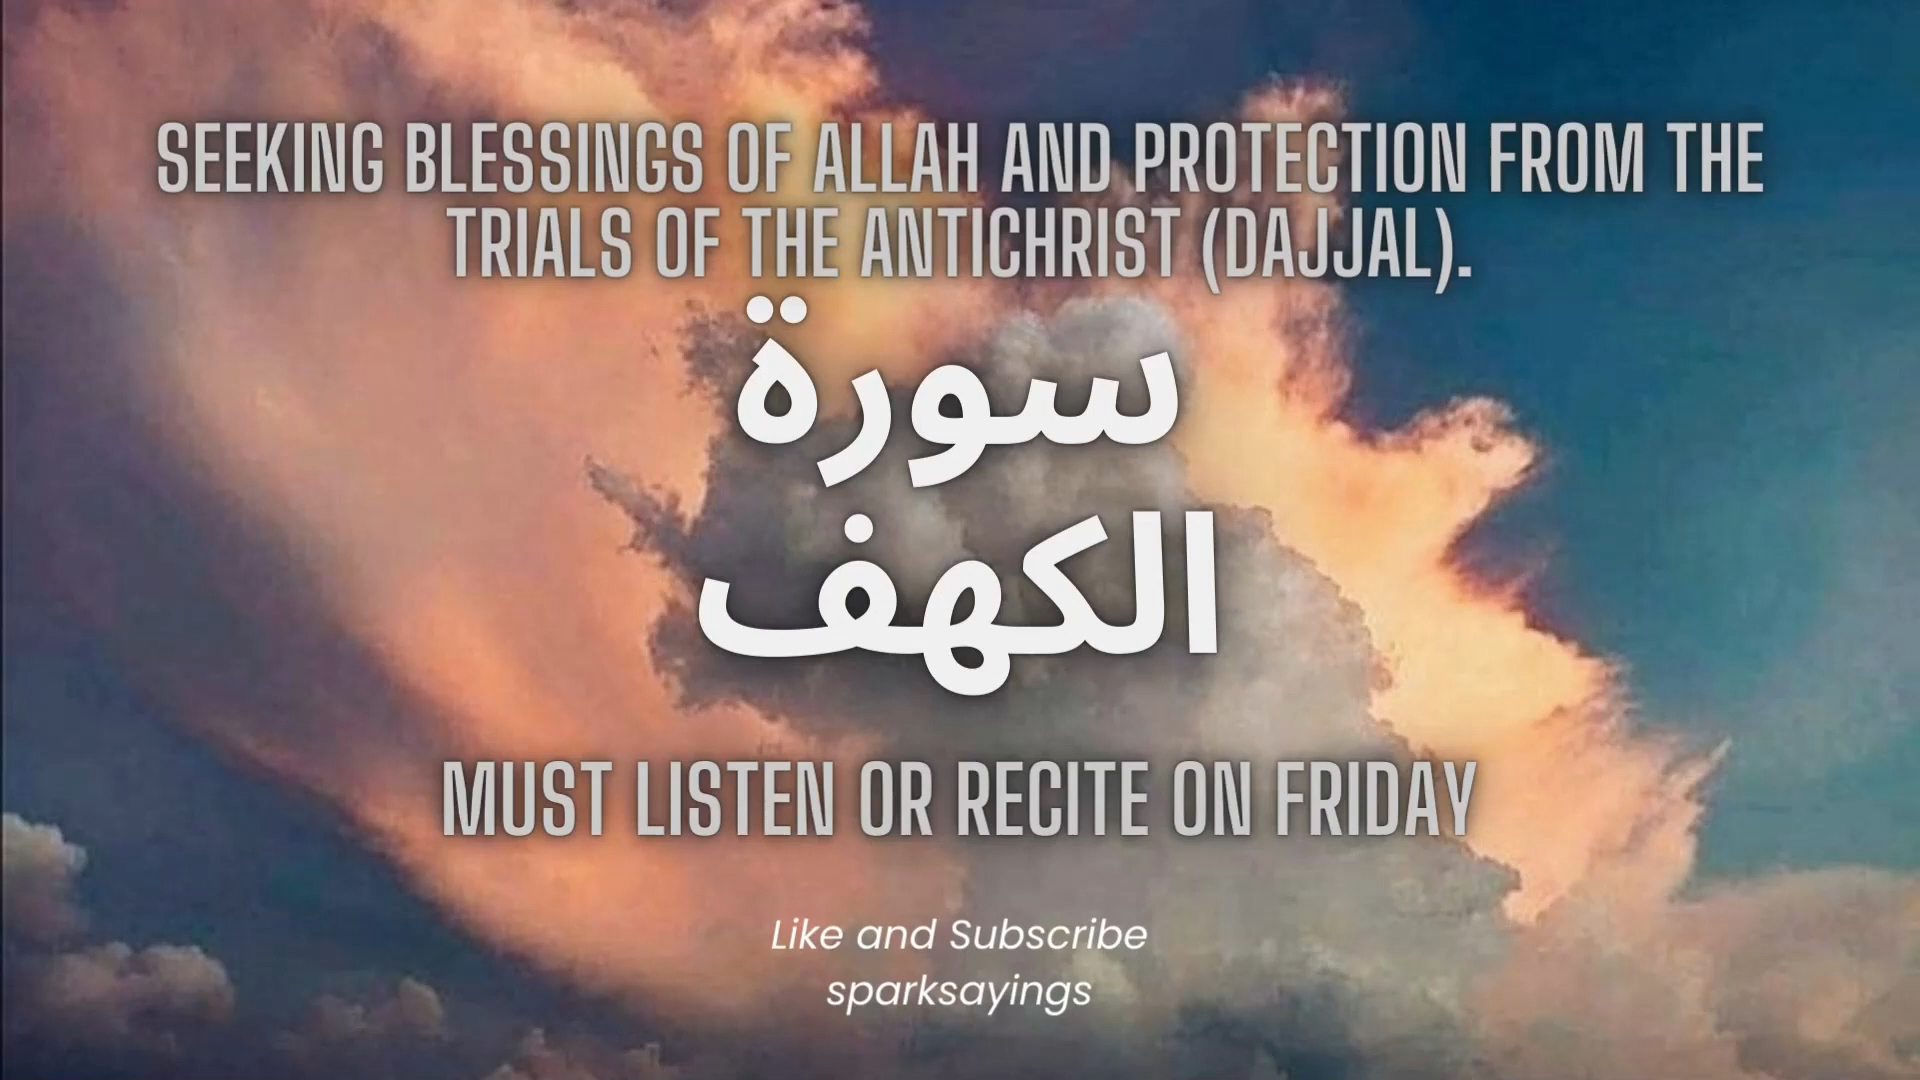 SEEKING BLESSINGS OF ALLAH AND PROTECTION FROM THE
TRIALS OF THE ANTICHRIST (DAJJAL).
سورة
الكهف
MUST LISTEN OR RECITE ON FRIDAY
Like and Subscribe
sparksayings